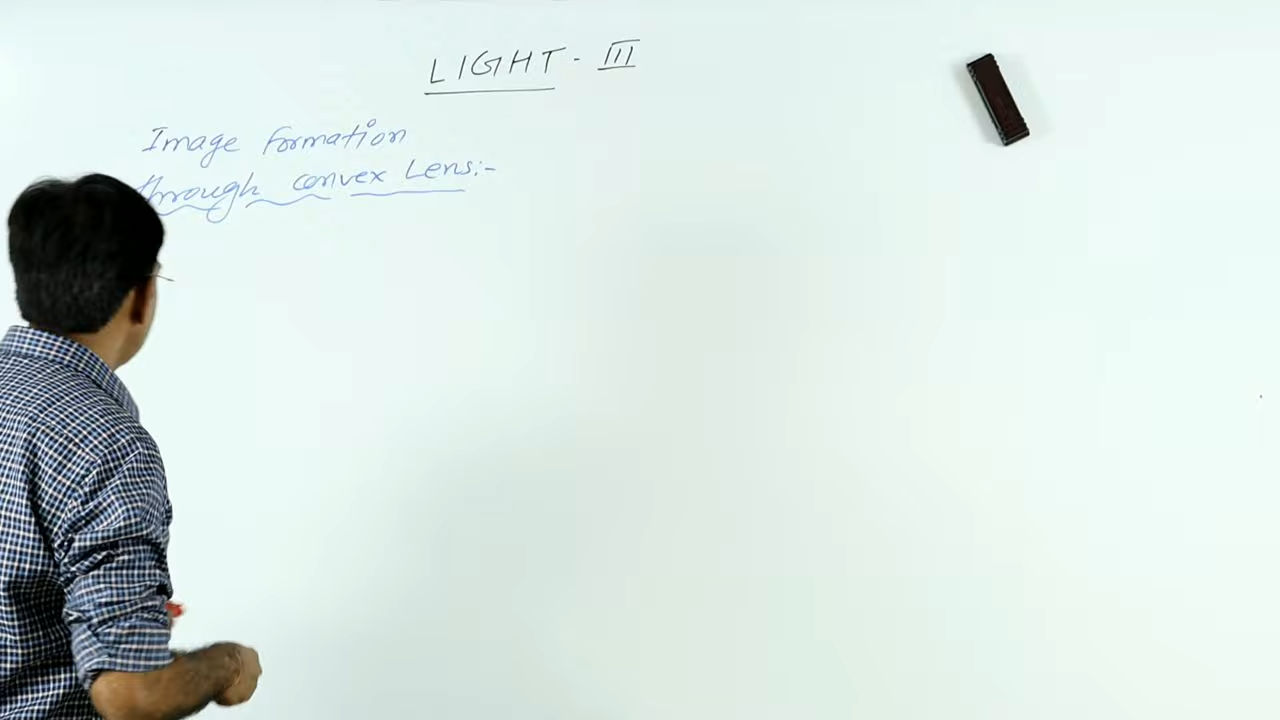 LIGHT - III
Image formation
through convex Lens:-